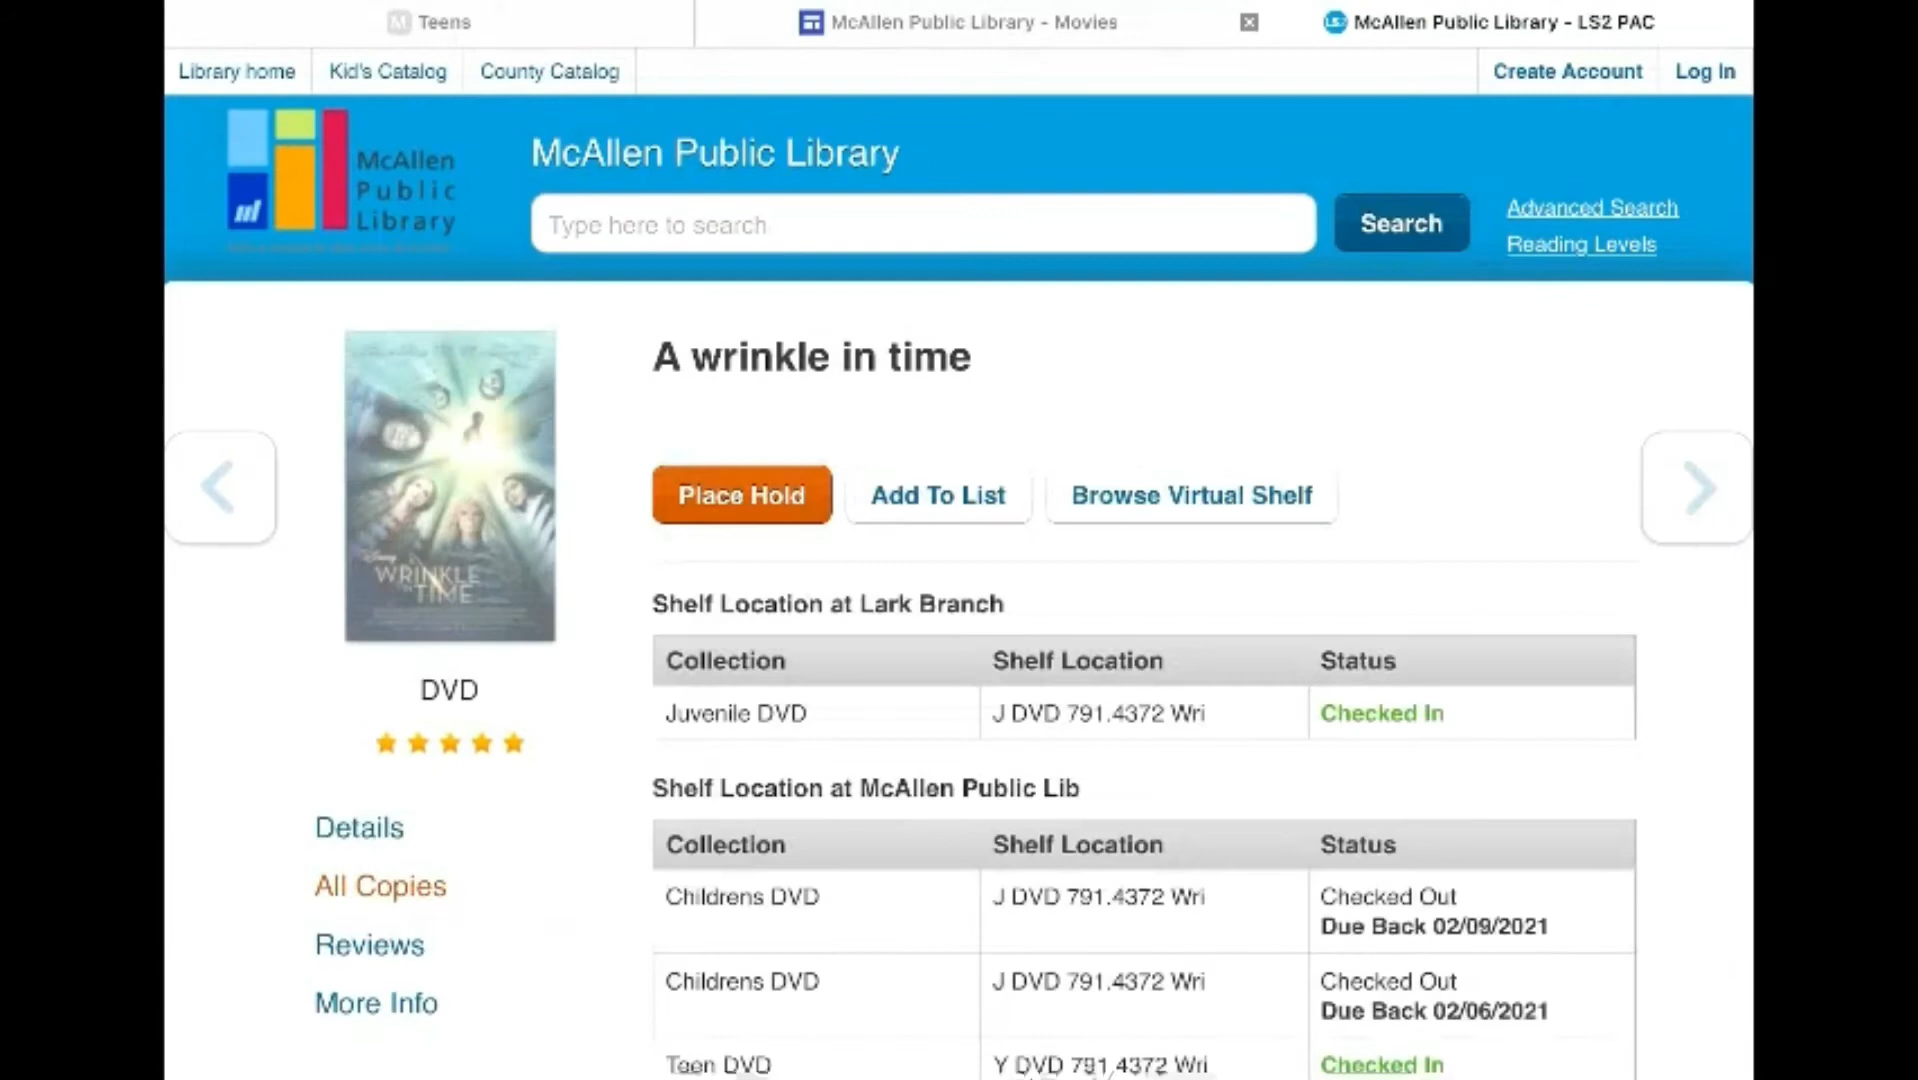 Teens
McAllen Public Library - Movies
McAllen Public Library - LS2 PAC
Library home
Kid's Catalog
County Catalog
Create Account
Log In
McAllen
Public
Library
McAllen Public Library
Type here to search
Search
Advanced Search
Reading Levels
A wrinkle in time
Disney
WRINKLE
IN TIME
DVD
Details
All Copies
Reviews
More Info
Place Hold
Add To List
Browse Virtual Shelf
Shelf Location at Lark Branch
Collection Shelf Location Status
Juvenile DVD J DVD 791.4372 Wri Checked In
Shelf Location at McAllen Public Lib
Collection Shelf Location Status
Childrens DVD J DVD 791.4372 Wri Checked Out
Due Back 02/09/2021
Childrens DVD J DVD 791.4372 Wri Checked Out
Due Back 02/06/2021
Teen DVD Y DVD 791.4372 Wri Checked In